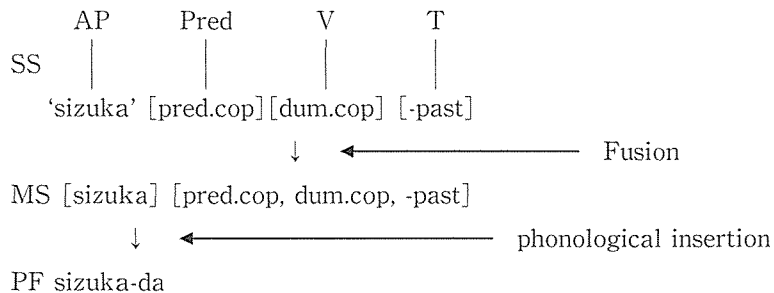 AP Pred V T
SS
‘sizuka’ [pred.cop][dum.cop] [-past]
↓ Fusion
MS [sizuka] [pred.cop, dum.cop, -past]
↓ phonological insertion
PF sizuka-da